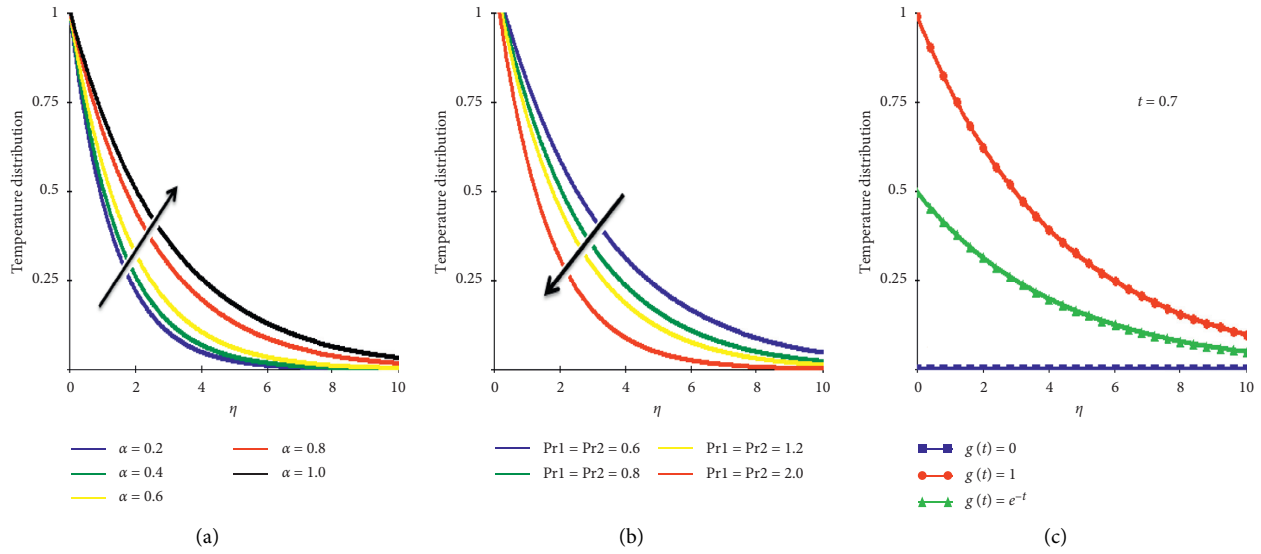 1
0.75
0.5
0.25
Temperature distribution
0 2 4 6 8 10
η
α = 0.2
α = 0.4
α = 0.6
α = 0.8
α = 1.0
(a)
1
0.75
0.5
0.25
Temperature distribution
0 2 4 6 8 10
η
Pr1 = Pr2 = 0.6
Pr1 = Pr2 = 0.8
Pr1 = Pr2 = 1.2
Pr1 = Pr2 = 2.0
(b)
1
0.75
0.5
0.25
Temperature distribution
t = 0.7
0 2 4 6 8 10
η
g (t) = 0
g (t) = 1
g (t) = e⁻ᵗ
(c)